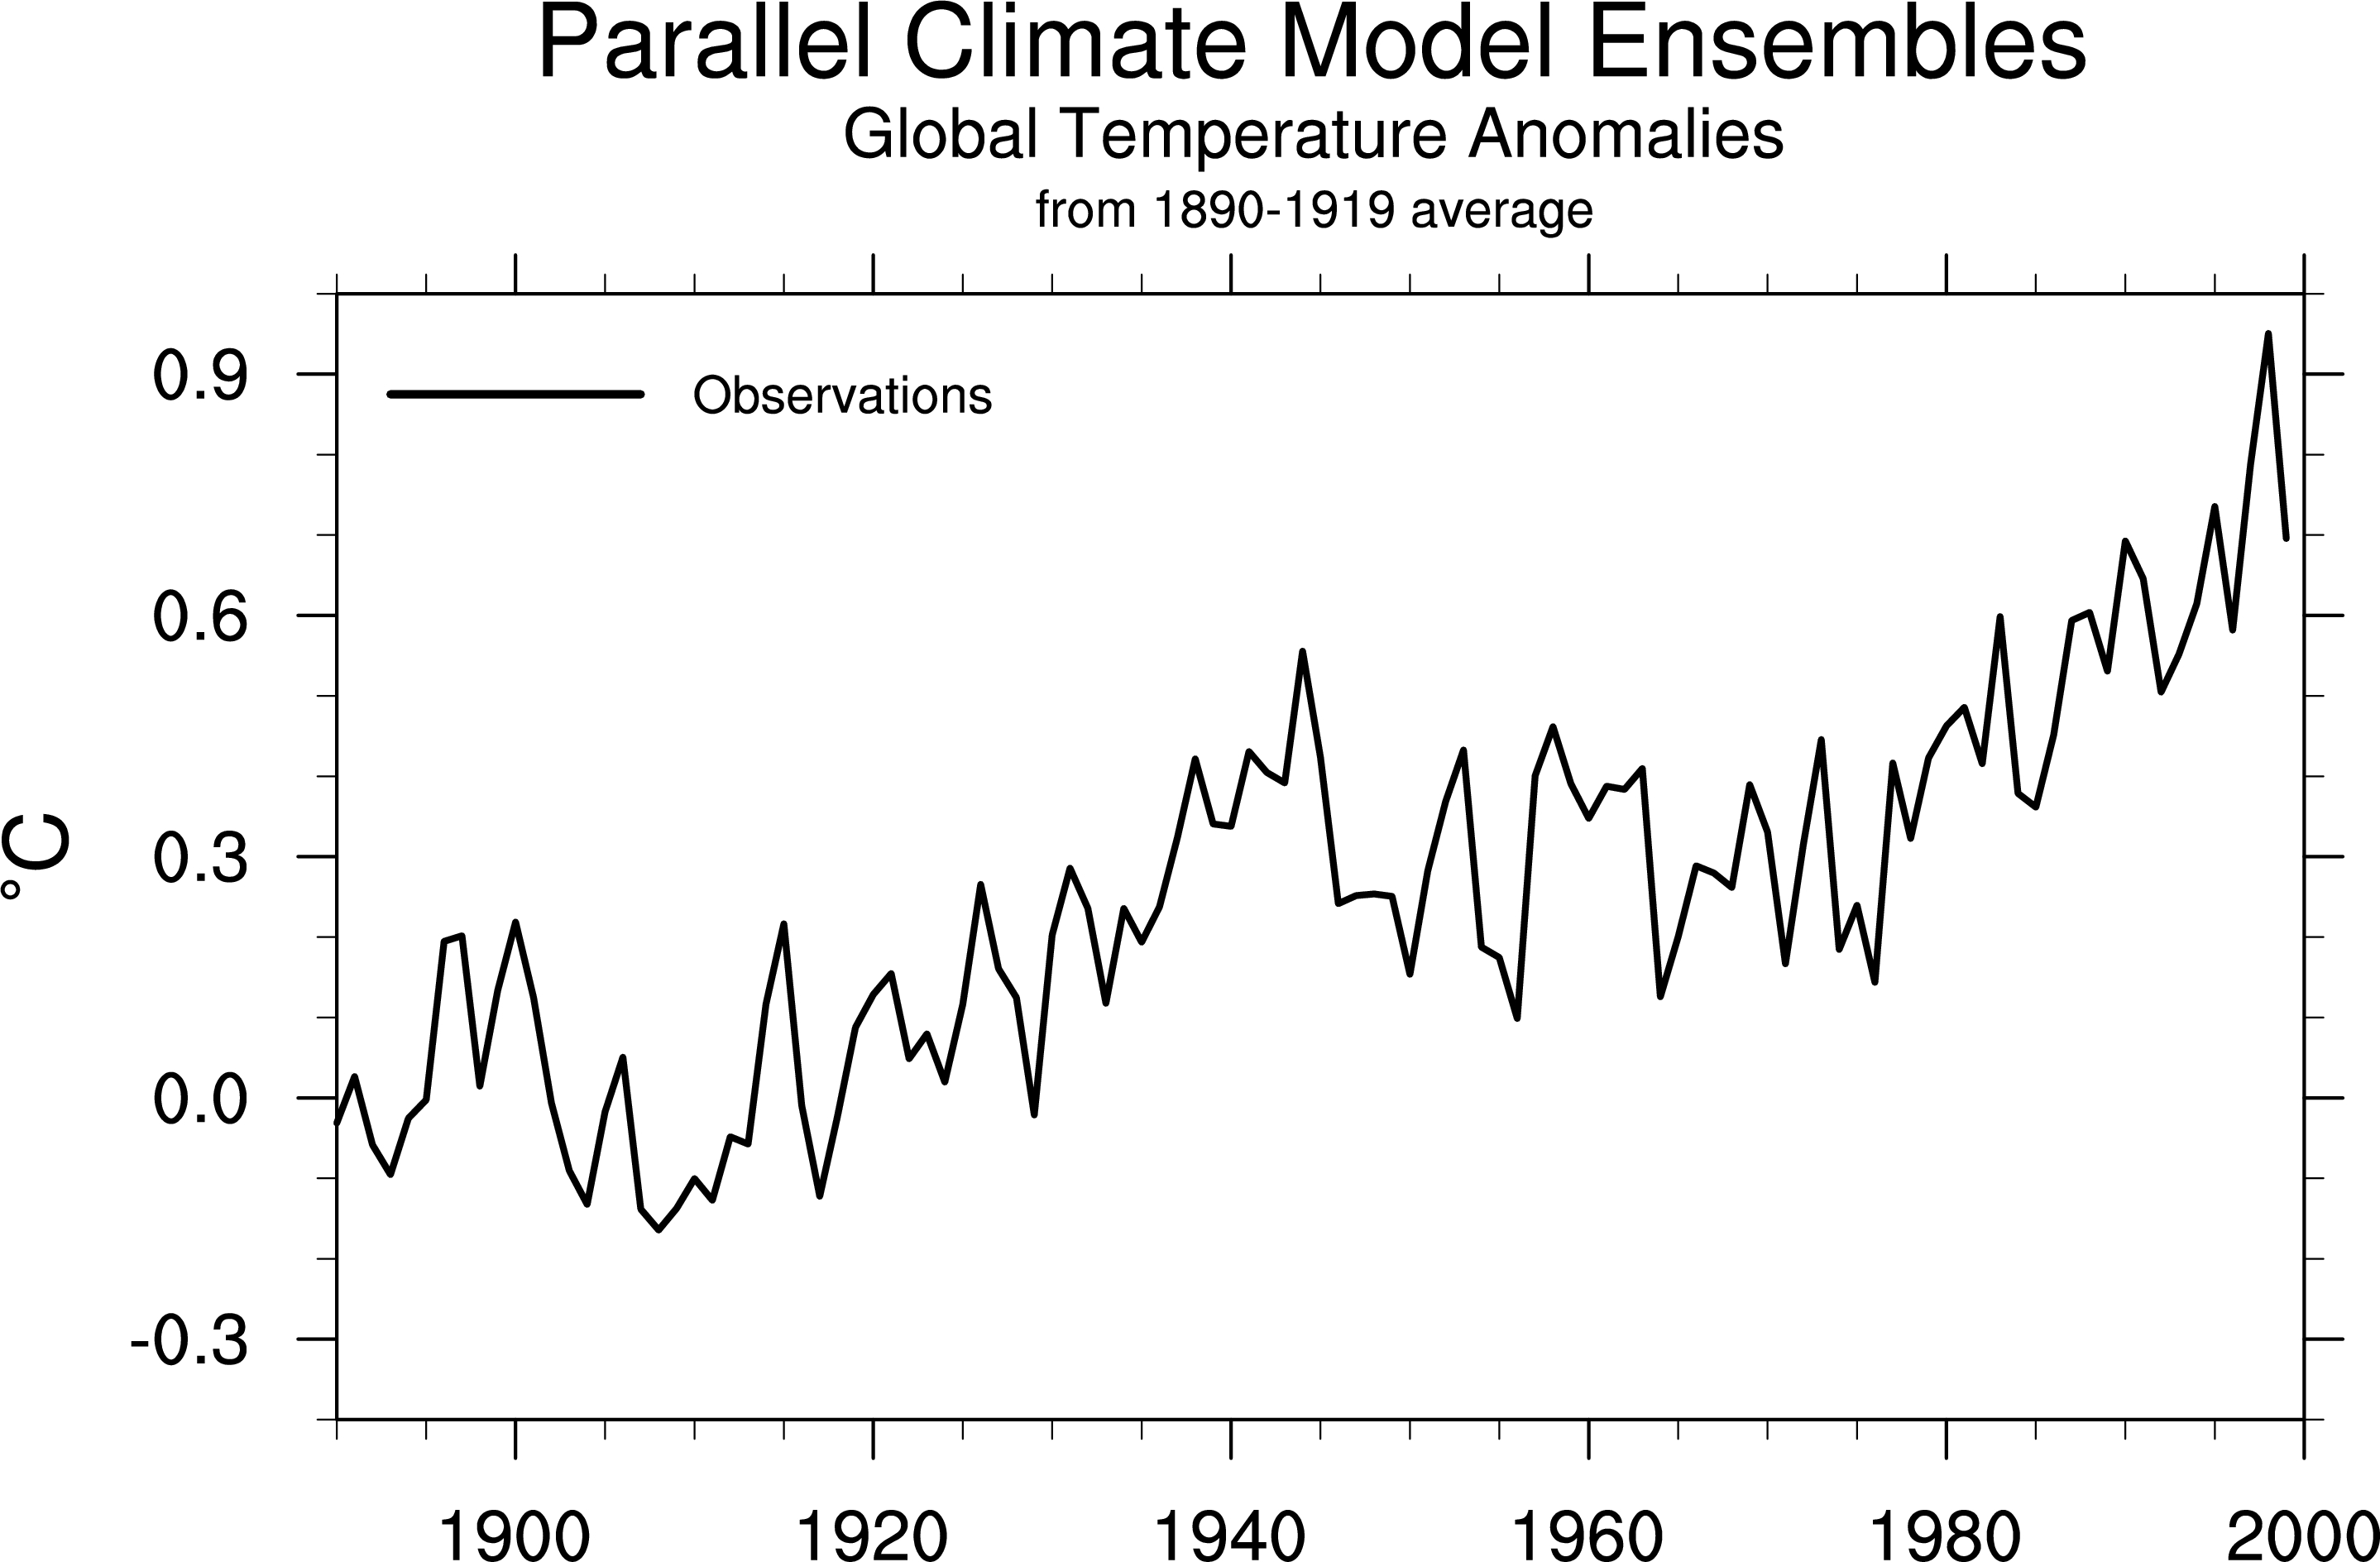 Parallel Climate Model Ensembles
Global Temperature Anomalies
from 1890-1919 average
0.9
Observations
0.6
0.3
°C
0.0
-0.3
1900 1920 1940 1960 1980 2000